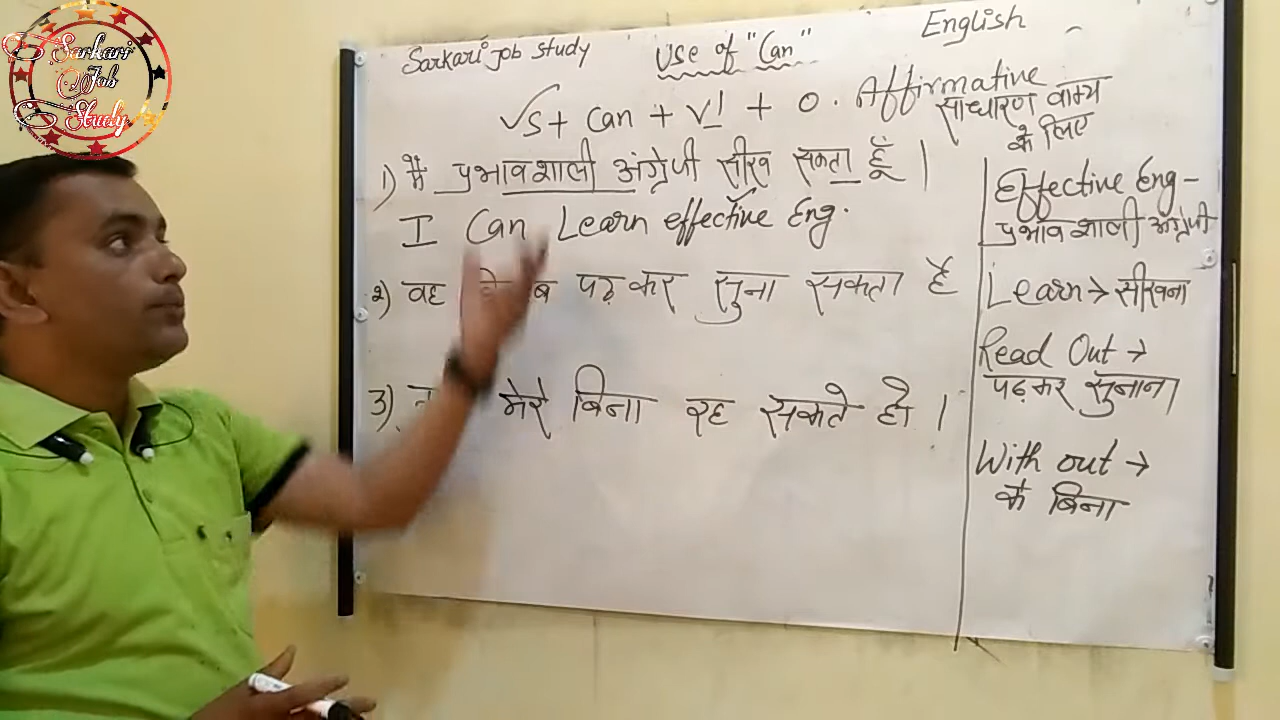 Sarkari
Job
Study
Sarkari job study
Use of "Can"
English
√S + Can + V1 + O. Affirmative
साधारण वाक्य
के लिए
1) मैं प्रभावशाली अंग्रेजी सीख सकता हूँ |
I Can Learn effective Eng.
2) वह पढ़कर सुना सकता है
3) मेरे बिना रह सकते हो |
Effective Eng -
प्रभावशाली अंग्रेजी
Learn → सीखना
Read Out →
पढ़कर सुनाना
With out →
के बिना